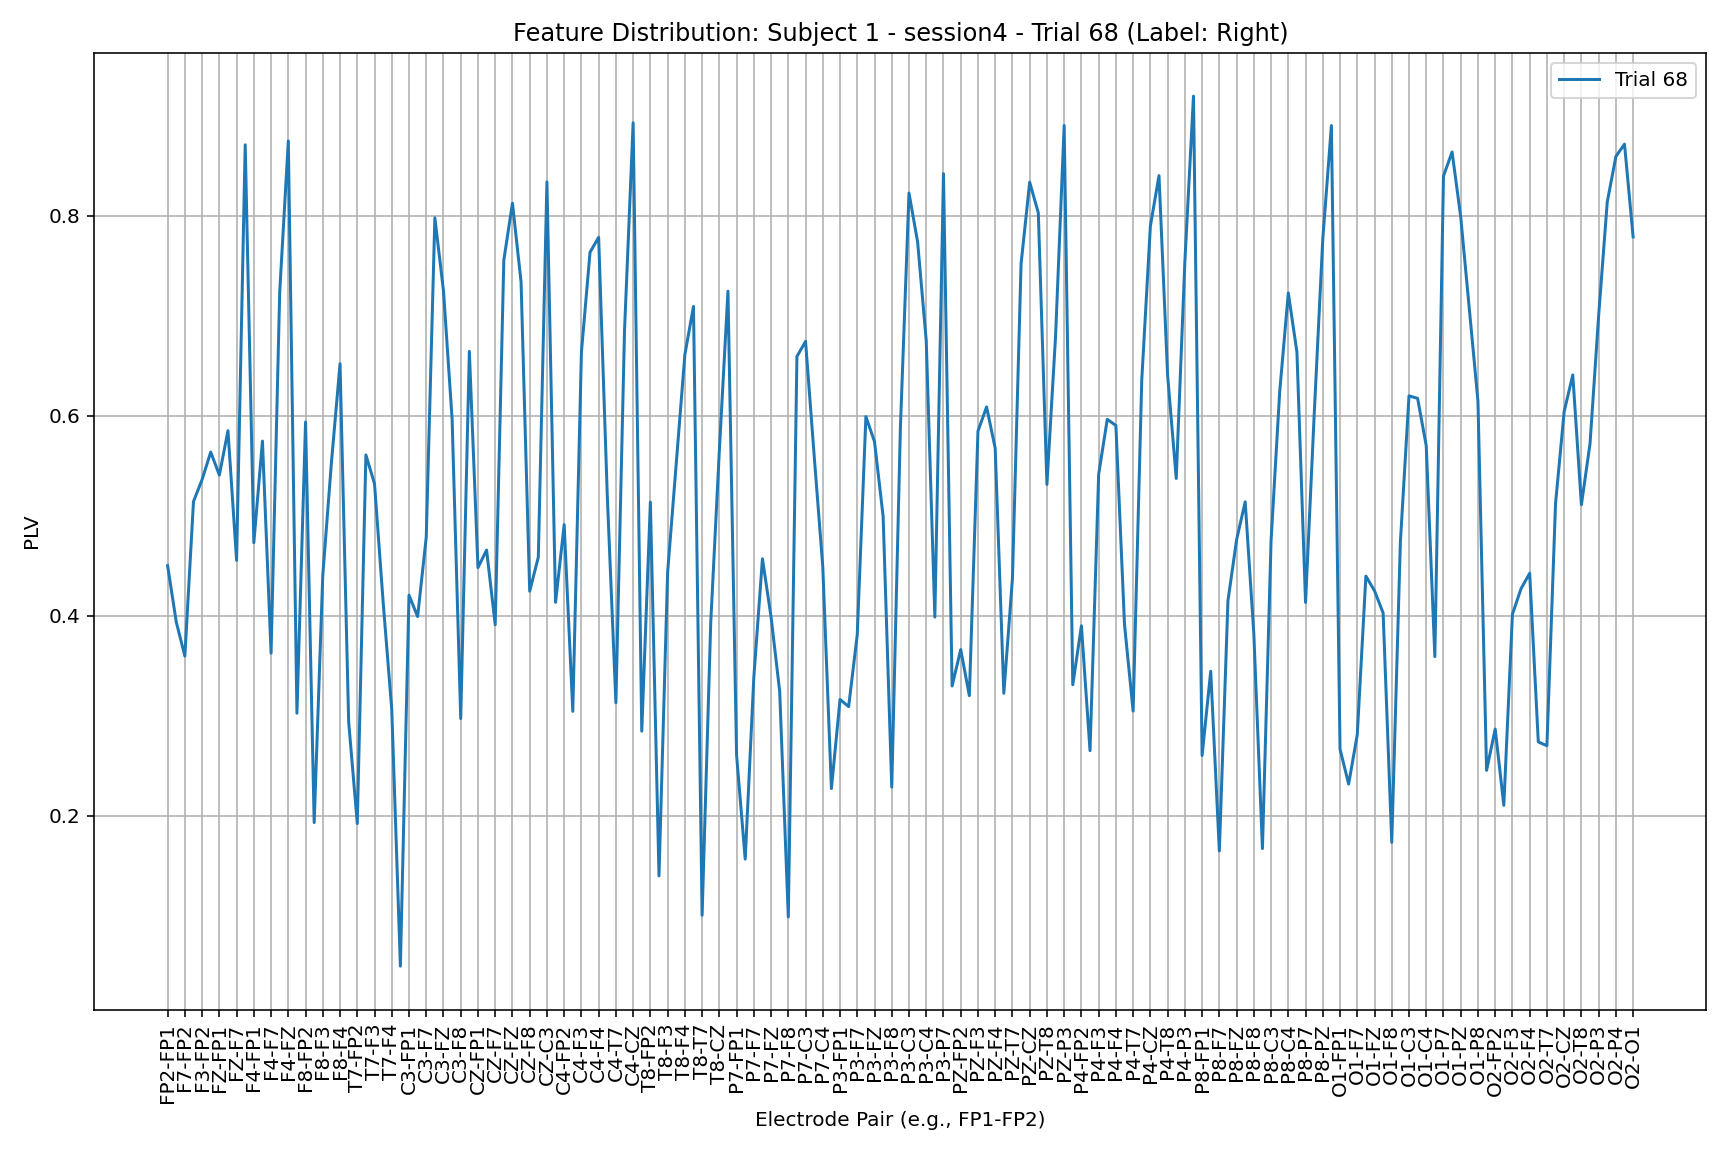 Feature Distribution: Subject 1 - session4 - Trial 68 (Label: Right)
Trial 68
PLV
0.8
0.6
0.4
0.2
FP2-FP1
F7-FP2
F3-FP2
FZ-FP1
FZ-F7
F4-FP1
F4-F7
F4-FZ
F8-FP2
F8-F3
F8-F4
T7-FP2
T7-F3
T7-F4
C3-FP1
C3-F7
C3-FZ
C3-F8
CZ-FP1
CZ-F7
CZ-FZ
CZ-F8
CZ-C3
C4-FP2
C4-F3
C4-F4
C4-T7
C4-CZ
T8-FP2
T8-F3
T8-F4
T8-T7
T8-CZ
P7-FP1
P7-F7
P7-FZ
P7-F8
P7-C3
P7-C4
P3-FP1
P3-F7
P3-FZ
P3-F8
P3-C3
P3-C4
P3-P7
PZ-FP2
PZ-F3
PZ-F4
PZ-T7
PZ-CZ
PZ-T8
PZ-P3
P4-FP2
P4-F3
P4-F4
P4-T7
P4-CZ
P4-T8
P4-P3
P8-FP1
P8-F7
P8-FZ
P8-F8
P8-C3
P8-C4
P8-P7
P8-PZ
O1-FP1
O1-F7
O1-FZ
O1-F8
O1-C3
O1-C4
O1-P7
O1-PZ
O1-P8
O2-FP2
O2-F3
O2-F4
O2-T7
O2-CZ
O2-T8
O2-P3
O2-P4
O2-O1
Electrode Pair (e.g., FP1-FP2)